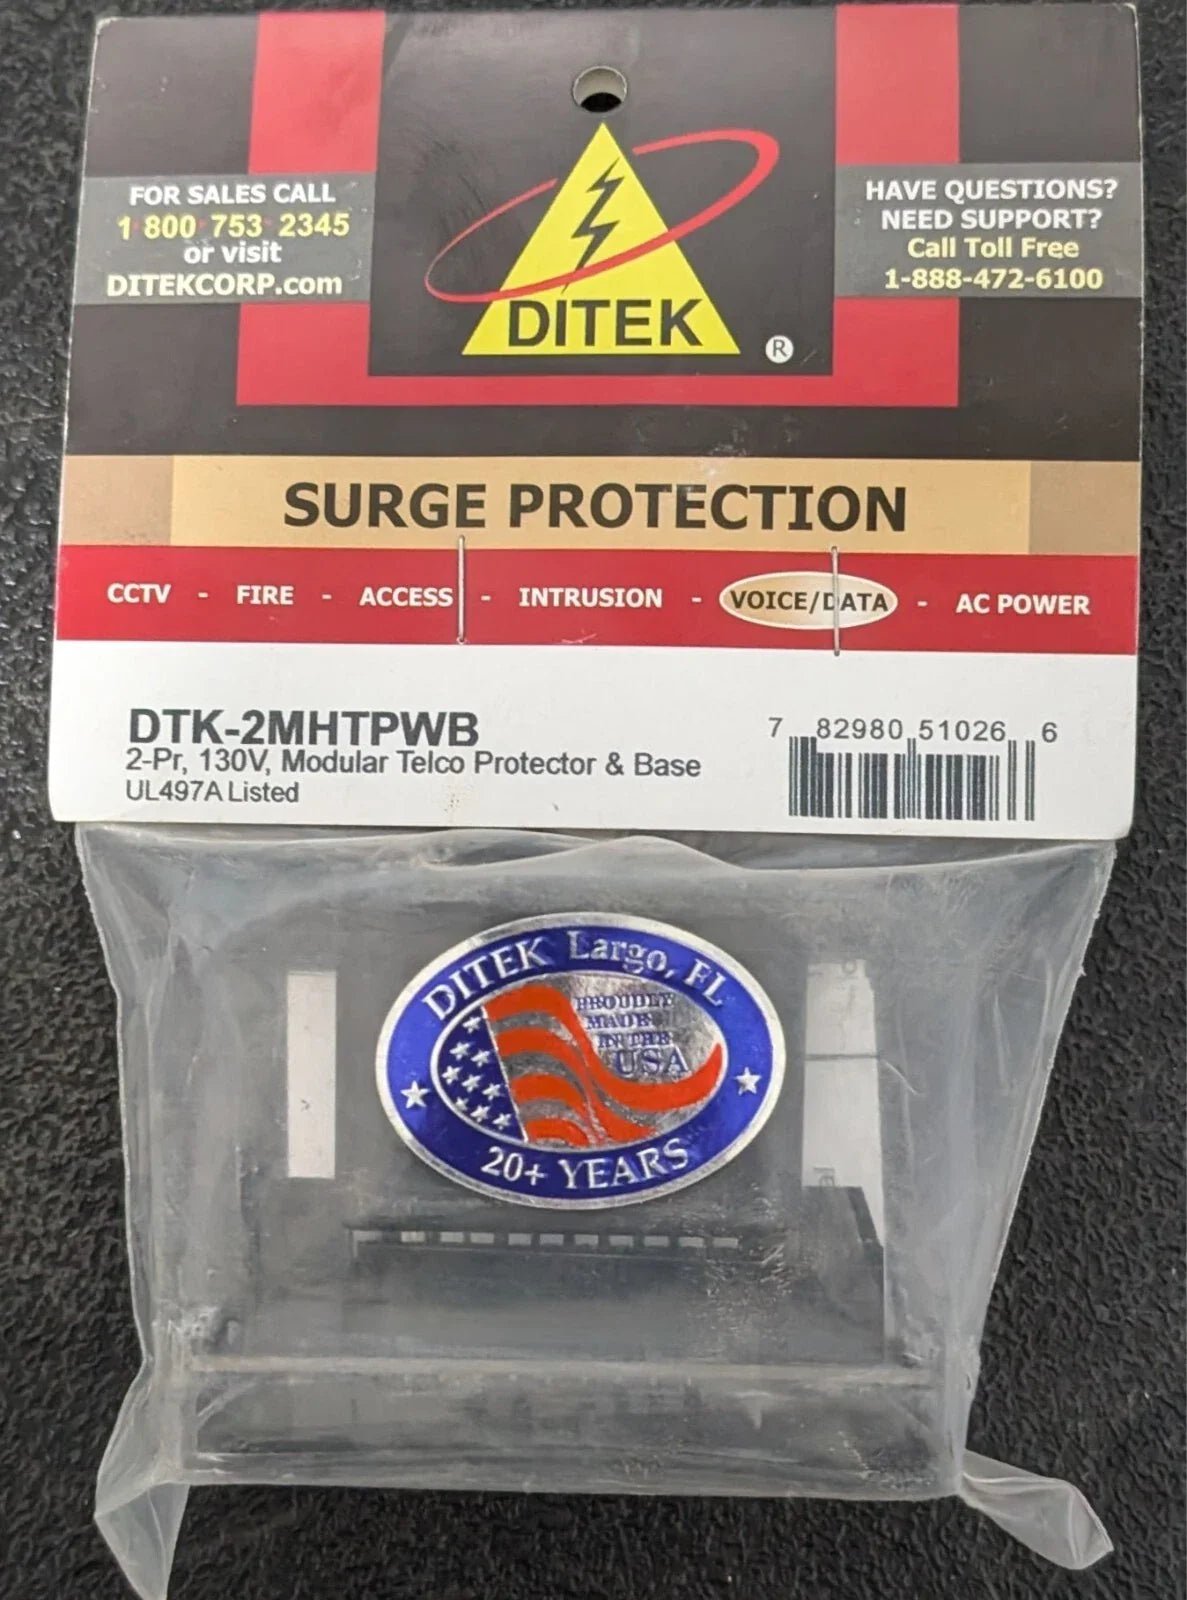 FOR SALES CALL
1 800 753 2345
or visit
DITEKCORP.com
DITEK
®
HAVE QUESTIONS?
NEED SUPPORT?
Call Toll Free
1-888-472-6100
SURGE PROTECTION
CCTV - FIRE - ACCESS - INTRUSION - VOICE/DATA - AC POWER
DTK-2MHTPWB
2-Pr, 130V, Modular Telco Protector & Base
UL497A Listed
7 82980 51026 6
DITEK Largo, FL
PROUDLY
MADE
IN THE
USA
20+ YEARS